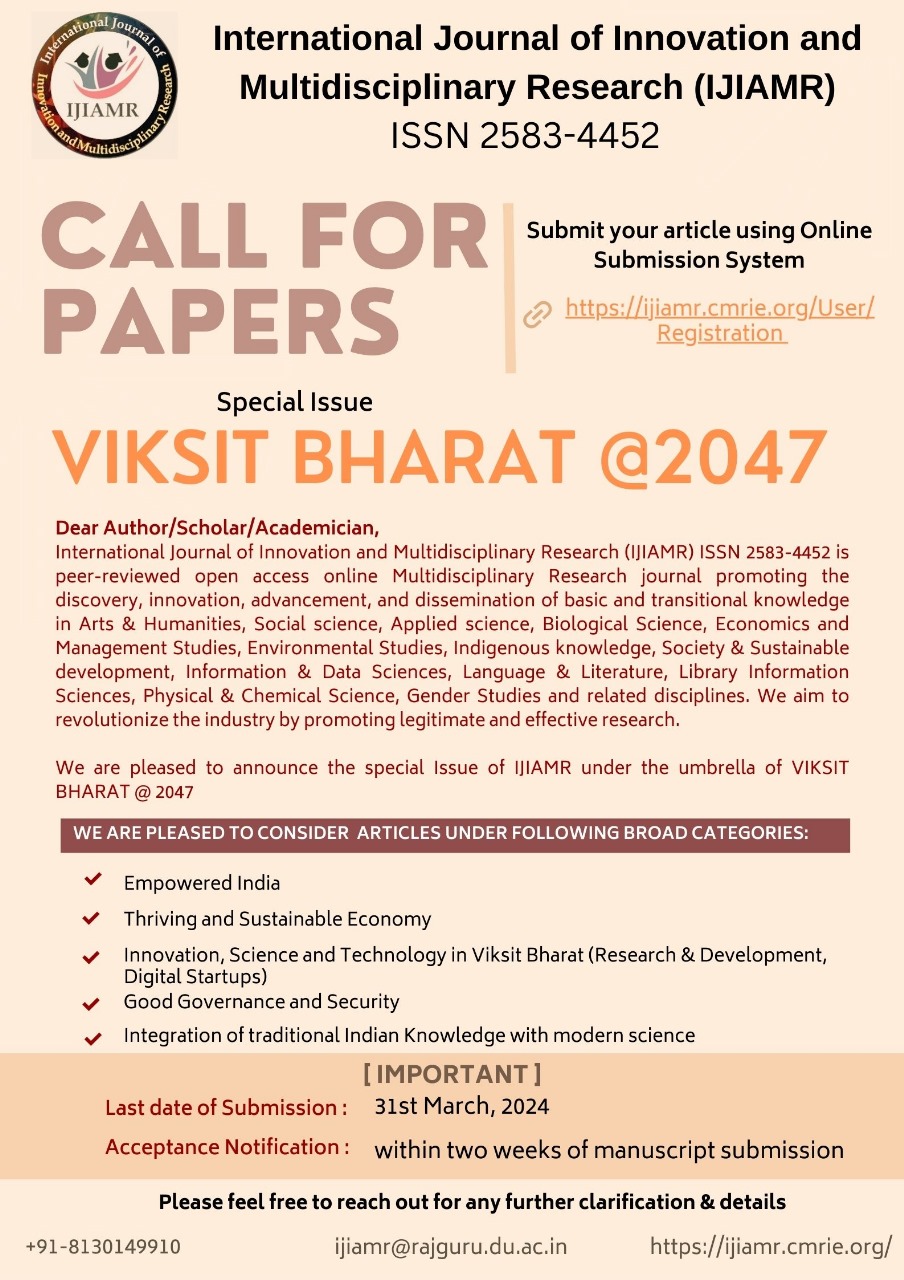 International Journal of
Innovation and Multidisciplinary Research
IJIAMR
International Journal of Innovation and
Multidisciplinary Research (IJIAMR)
ISSN 2583-4452
CALL FOR
PAPERS
Submit your article using Online
Submission System
https://ijiamr.cmrie.org/User/
Registration
Special Issue
VIKSIT BHARAT @2047
Dear Author/Scholar/Academician,
International Journal of Innovation and Multidisciplinary Research (IJIAMR) ISSN 2583-4452 is
peer-reviewed open access online Multidisciplinary Research journal promoting the
discovery, innovation, advancement, and dissemination of basic and transitional knowledge
in Arts & Humanities, Social science, Applied science, Biological Science, Economics and
Management Studies, Environmental Studies, Indigenous knowledge, Society & Sustainable
development, Information & Data Sciences, Language & Literature, Library Information
Sciences, Physical & Chemical Science, Gender Studies and related disciplines. We aim to
revolutionize the industry by promoting legitimate and effective research.
We are pleased to announce the special Issue of IJIAMR under the umbrella of VIKSIT
BHARAT @ 2047
WE ARE PLEASED TO CONSIDER ARTICLES UNDER FOLLOWING BROAD CATEGORIES:
Empowered India
Thriving and Sustainable Economy
Innovation, Science and Technology in Viksit Bharat (Research & Development,
Digital Startups)
Good Governance and Security
Integration of traditional Indian Knowledge with modern science
[ IMPORTANT ]
Last date of Submission : 31st March, 2024
Acceptance Notification : within two weeks of manuscript submission
Please feel free to reach out for any further clarification & details
+91-8130149910 ijiamr@rajguru.du.ac.in https://ijiamr.cmrie.org/